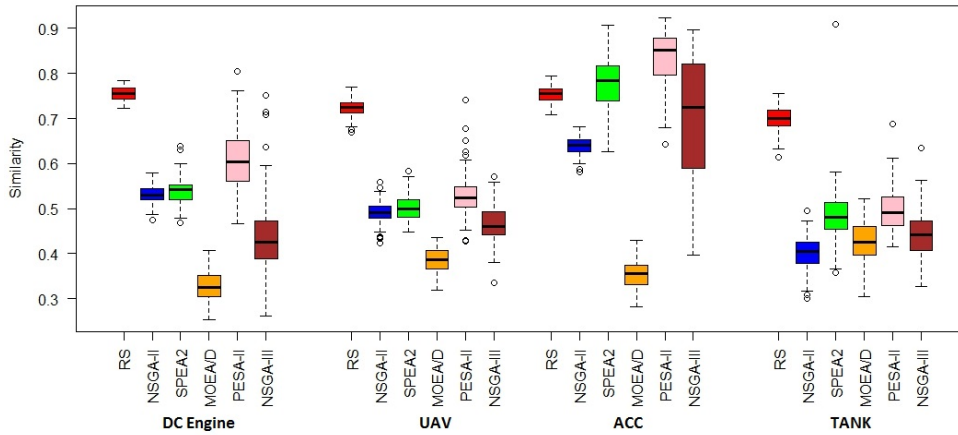 Similarity
0.9
0.8
0.7
0.6
0.5
0.4
0.3
RS
NSGA-II
SPEA2
MOEA/D
PESA-II
NSGA-III
RS
NSGA-II
SPEA2
MOEA/D
PESA-II
NSGA-III
RS
NSGA-II
SPEA2
MOEA/D
PESA-II
NSGA-III
RS
NSGA-II
SPEA2
MOEA/D
PESA-II
NSGA-III
DC Engine
UAV
ACC
TANK